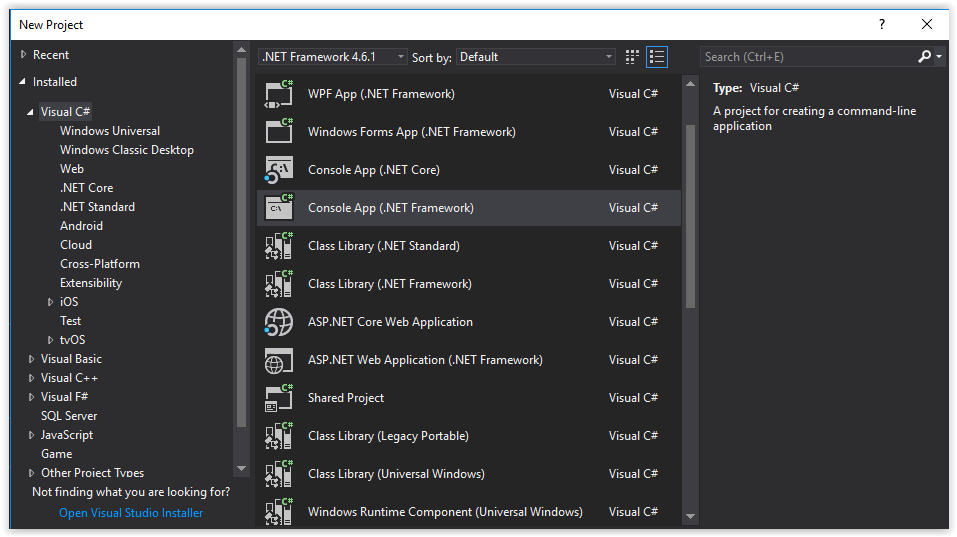 New Project
?
Recent
Installed
Visual C#
Windows Universal
Windows Classic Desktop
Web
.NET Core
.NET Standard
Android
Cloud
Cross-Platform
Extensibility
iOS
Test
tvOS
Visual Basic
Visual C++
Visual F#
SQL Server
JavaScript
Game
Other Project Types
Not finding what you are looking for?
Open Visual Studio Installer
.NET Framework 4.6.1 Sort by: Default
WPF App (.NET Framework) Visual C#
Windows Forms App (.NET Framework) Visual C#
Console App (.NET Core) Visual C#
Console App (.NET Framework) Visual C#
Class Library (.NET Standard) Visual C#
Class Library (.NET Framework) Visual C#
ASP.NET Core Web Application Visual C#
ASP.NET Web Application (.NET Framework) Visual C#
Shared Project Visual C#
Class Library (Legacy Portable) Visual C#
Class Library (Universal Windows) Visual C#
Windows Runtime Component (Universal Windows) Visual C#
Search (Ctrl+E)
Type: Visual C#
A project for creating a command-line
application